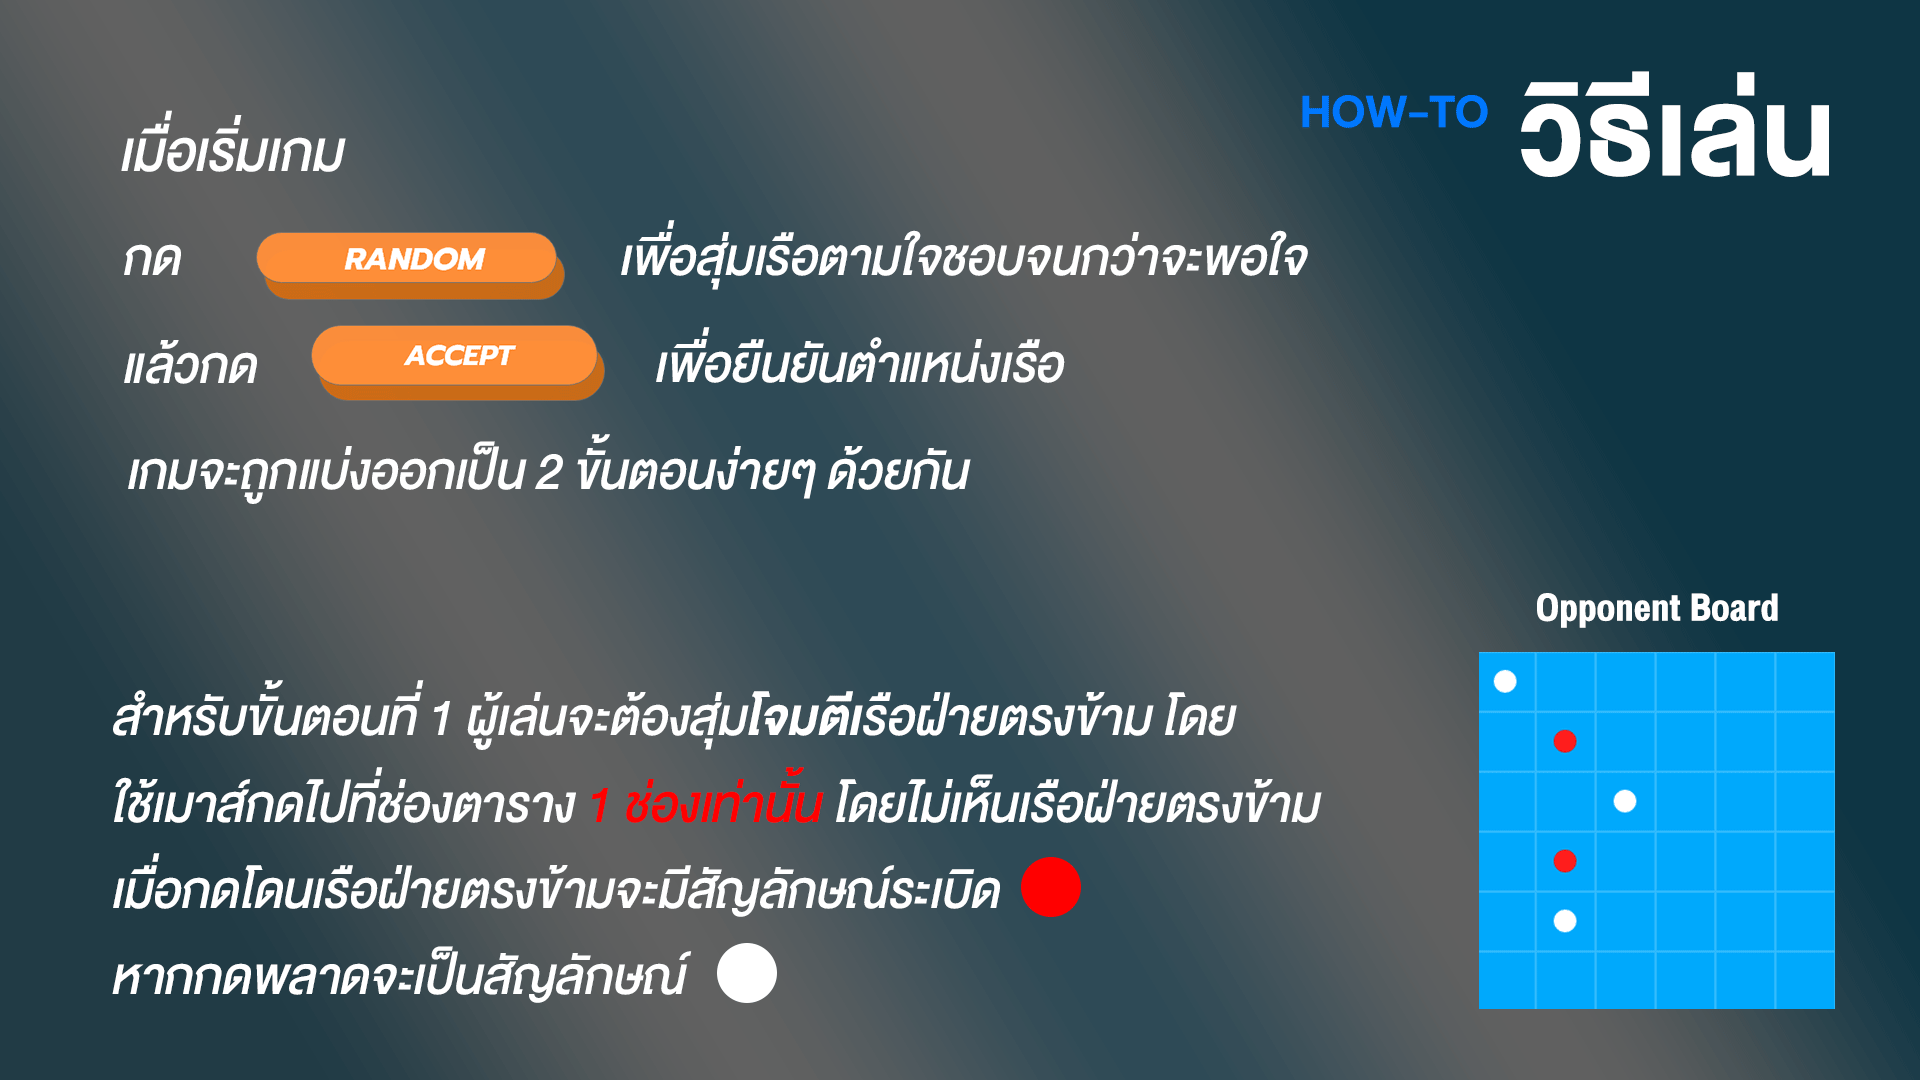 HOW-TO วิธีเล่น
เมื่อเริ่มเกม
กด RANDOM เพื่อสุ่มเรือตามใจชอบจนกว่าจะพอใจ
แล้วกด ACCEPT เพื่อยืนยันตำแหน่งเรือ
เกมจะถูกแบ่งออกเป็น 2 ขั้นตอนง่ายๆ ด้วยกัน
สำหรับขั้นตอนที่ 1 ผู้เล่นจะต้องสุ่มโจมตีเรือฝ่ายตรงข้าม โดย
ใช้เมาส์กดไปที่ช่องตาราง 1 ช่องเท่านั้น โดยไม่เห็นเรือฝ่ายตรงข้าม
เมื่อกดโดนเรือฝ่ายตรงข้ามจะมีสัญลักษณ์ระเบิด
หากกดพลาดจะเป็นสัญลักษณ์
Opponent Board